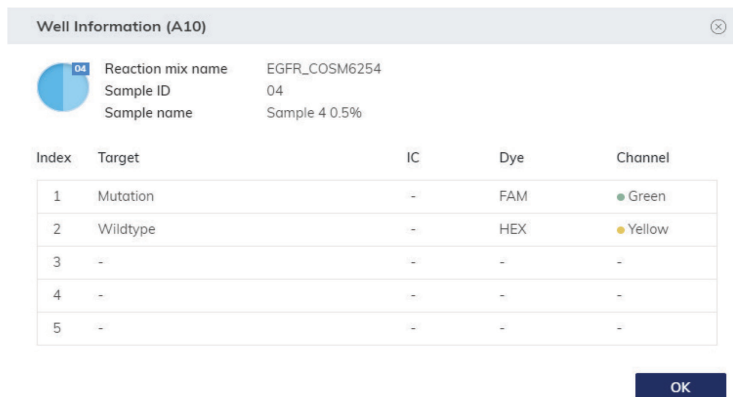 Well Information (A10)
04
Reaction mix name EGFR_COSM6254
Sample ID 04
Sample name Sample 4 0.5%
Index Target IC Dye Channel
1 Mutation - FAM Green
2 Wildtype - HEX Yellow
3 - - - -
4 - - - -
5 - - - -
OK